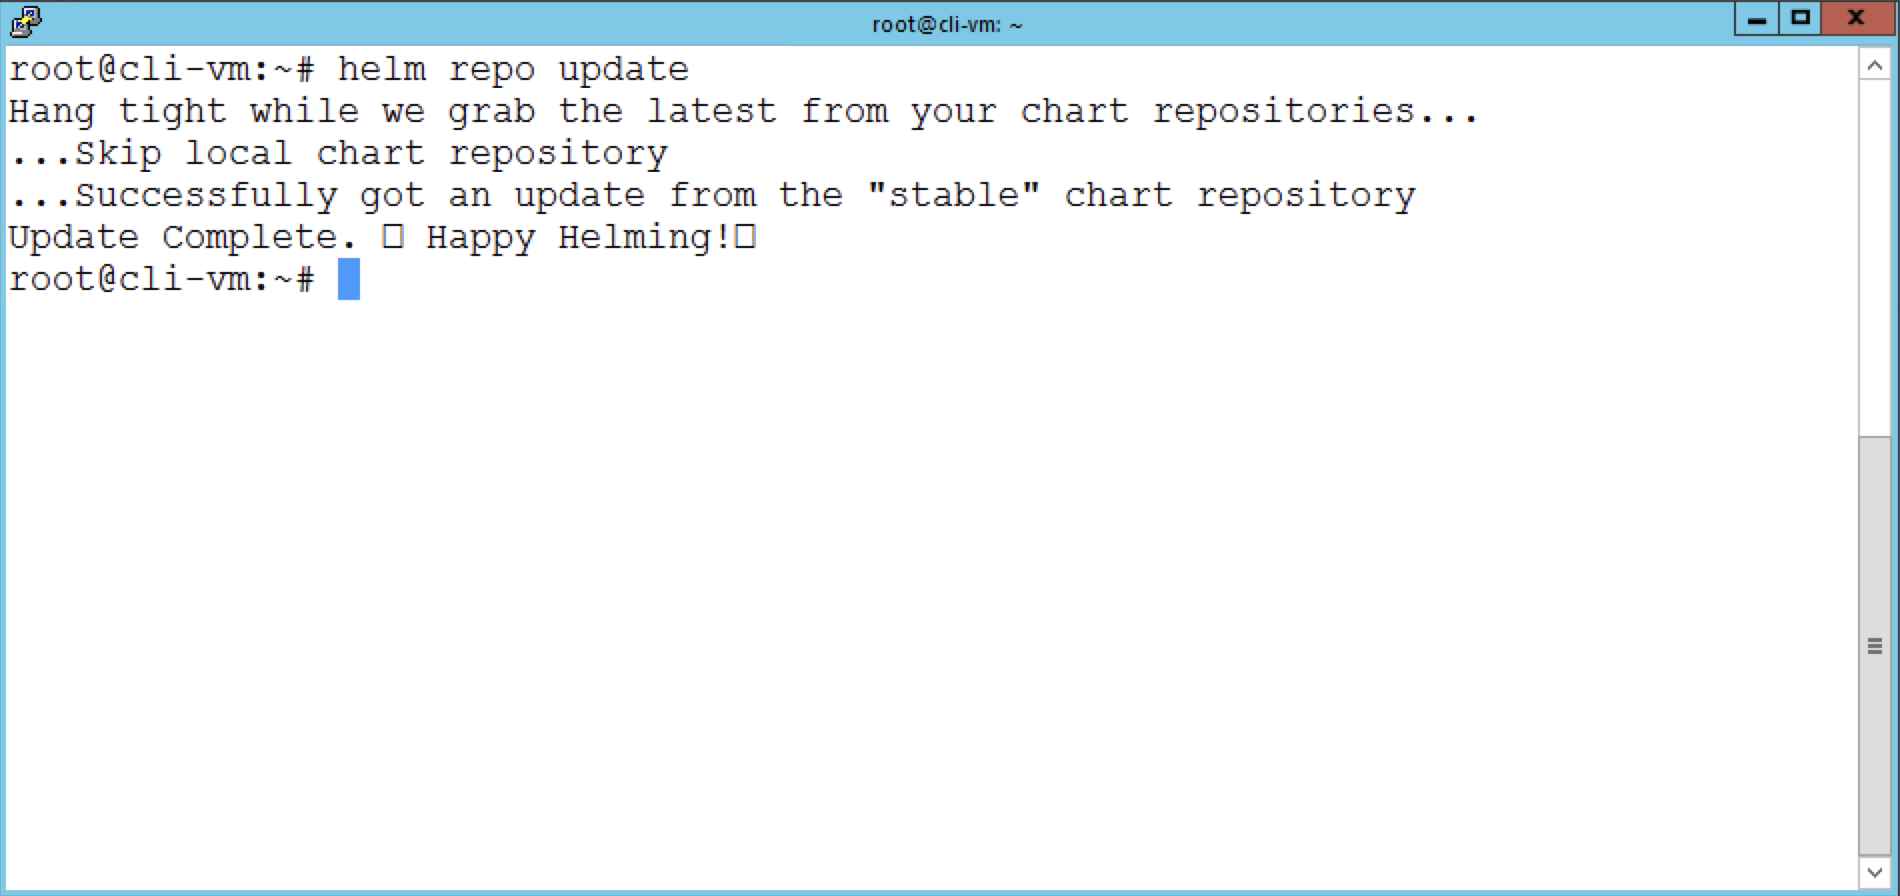 root@cli-vm: ~
root@cli-vm:~# helm repo update
Hang tight while we grab the latest from your chart repositories...
...Skip local chart repository
...Successfully got an update from the "stable" chart repository
Update Complete. ⎕ Happy Helming!⎕
root@cli-vm:~#